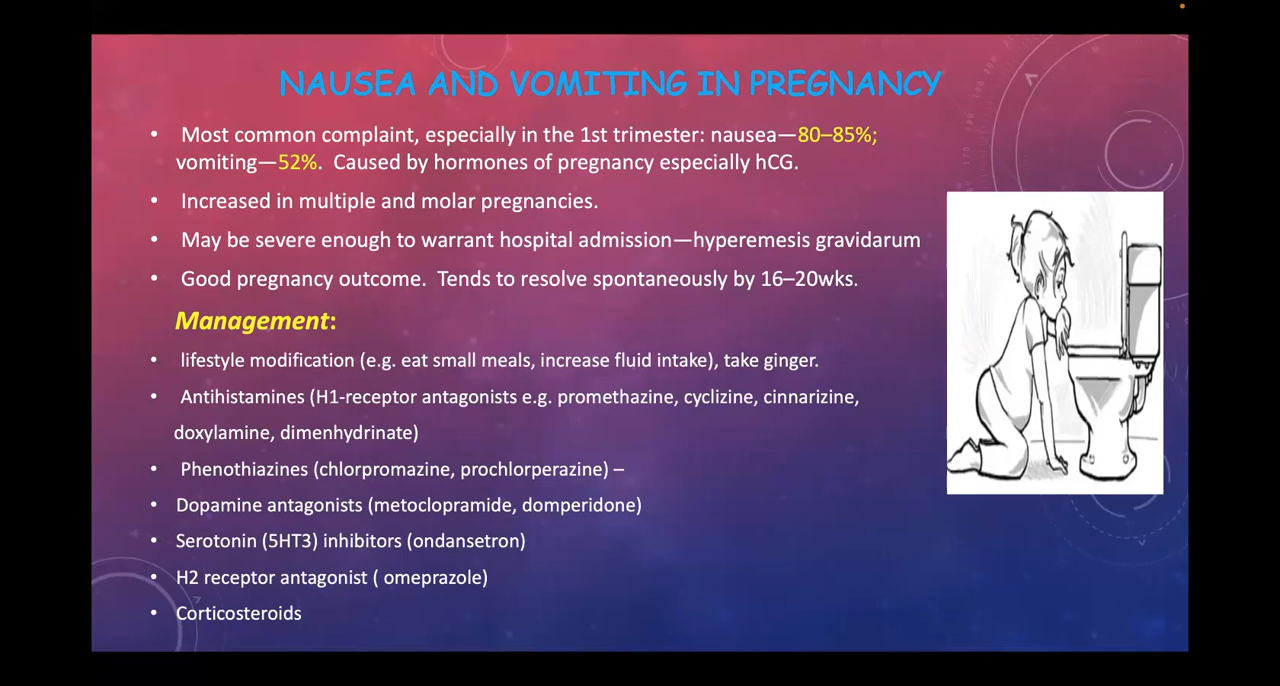 NAUSEA AND VOMITING IN PREGNANCY
• Most common complaint, especially in the 1st trimester: nausea—80–85%;
vomiting—52%. Caused by hormones of pregnancy especially hCG.
• Increased in multiple and molar pregnancies.
• May be severe enough to warrant hospital admission—hyperemesis gravidarum
• Good pregnancy outcome. Tends to resolve spontaneously by 16–20wks.
Management:
• lifestyle modification (e.g. eat small meals, increase fluid intake), take ginger.
• Antihistamines (H1-receptor antagonists e.g. promethazine, cyclizine, cinnarizine,
doxylamine, dimenhydrinate)
• Phenothiazines (chlorpromazine, prochlorperazine) –
• Dopamine antagonists (metoclopramide, domperidone)
• Serotonin (5HT3) inhibitors (ondansetron)
• H2 receptor antagonist ( omeprazole)
• Corticosteroids